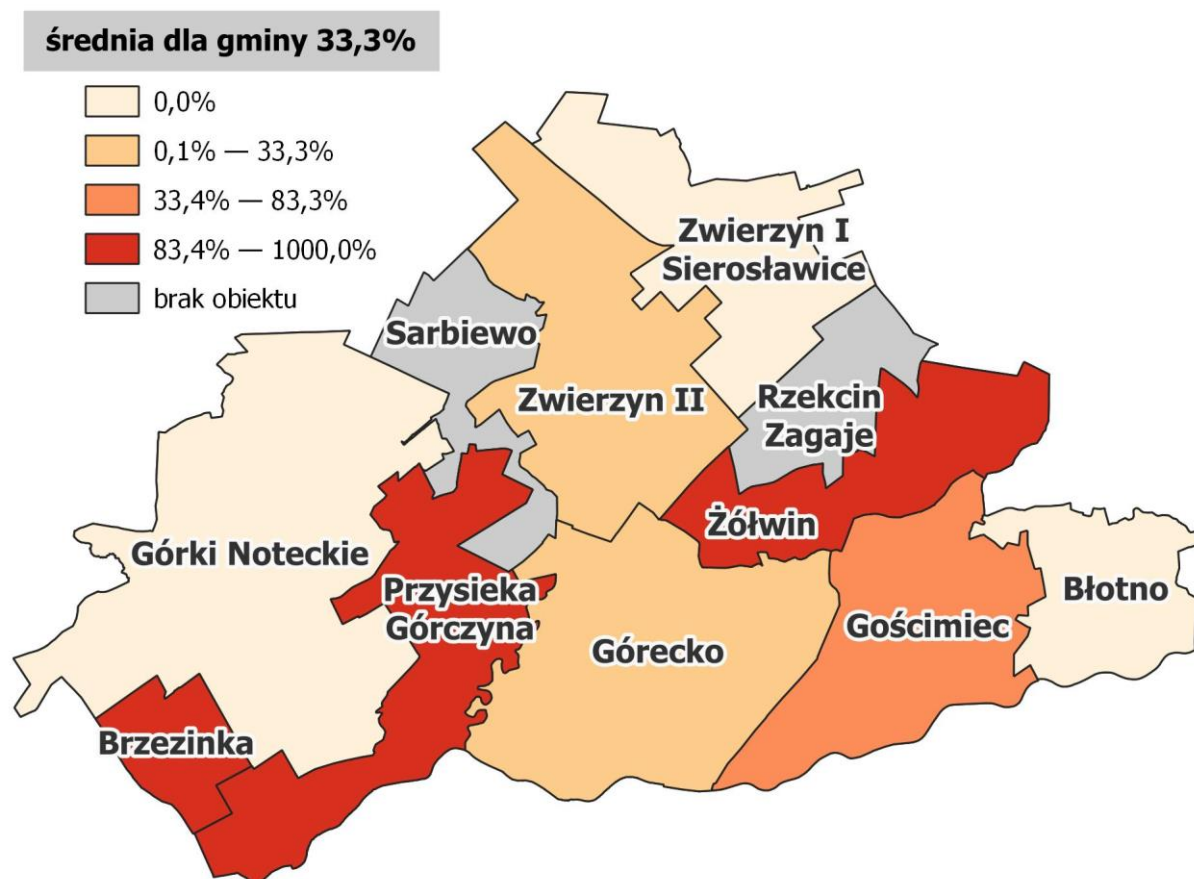 średnia dla gminy 33,3%
0,0%
0,1% — 33,3%
33,4% — 83,3%
83,4% — 1000,0%
brak obiektu
Zwierzyn I
Sierosławice
Sarbiewo
Zwierzyn II
Rzekcin
Zagaje
Żółwin
Górki Noteckie
Przysieka
Górczyna
Górecko
Gościmiec
Błotno
Brzezinka